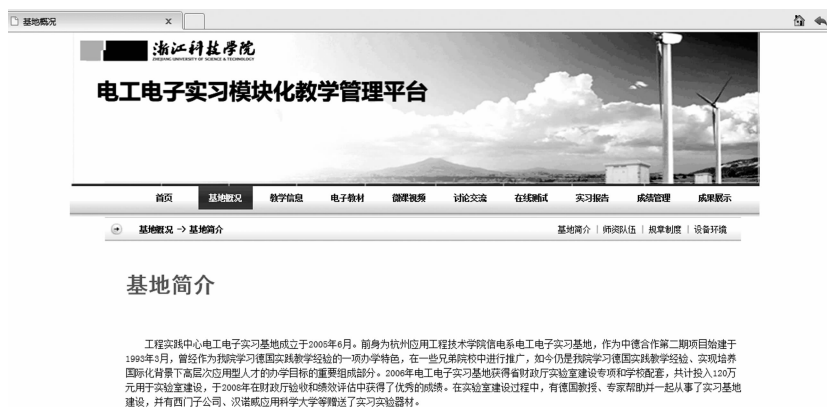 基地概况 x
浙江科技学院
ZHEJIANG UNIVERSITY OF SCIENCE & TECHNOLOGY
电工电子实习模块化教学管理平台
首页 基地概况 教学信息 电子教材 微课视频 讨论交流 在线测试 实习报告 成绩管理 成果展示
基地概况 -> 基地简介 基地简介 | 师资队伍 | 规章制度 | 设备环境
基地简介
工程实践中心电工电子实习基地成立于2005年6月。前身为杭州应用工程技术学院信电系电工电子实习基地，作为中德合作第二期项目始建于
1993年3月，曾经作为我院学习德国实践教学经验的一项办学特色，在一些兄弟院校中进行推广，如今仍是我院学习德国实践教学经验、实现培养
国际化背景下高层次应用型人才的办学目标的重要组成部分。2006年电工电子实习基地获得省财政厅实验室建设专项和学校配套，共计投入120万
元用于实验室建设，于2008年在财政厅验收和绩效评估中获得了优秀的成绩。在实验室建设过程中，有德国教授、专家帮助并一起从事了实习基地
建设，并有西门子公司、汉诺威应用科学大学等赠送了实习实验器材。